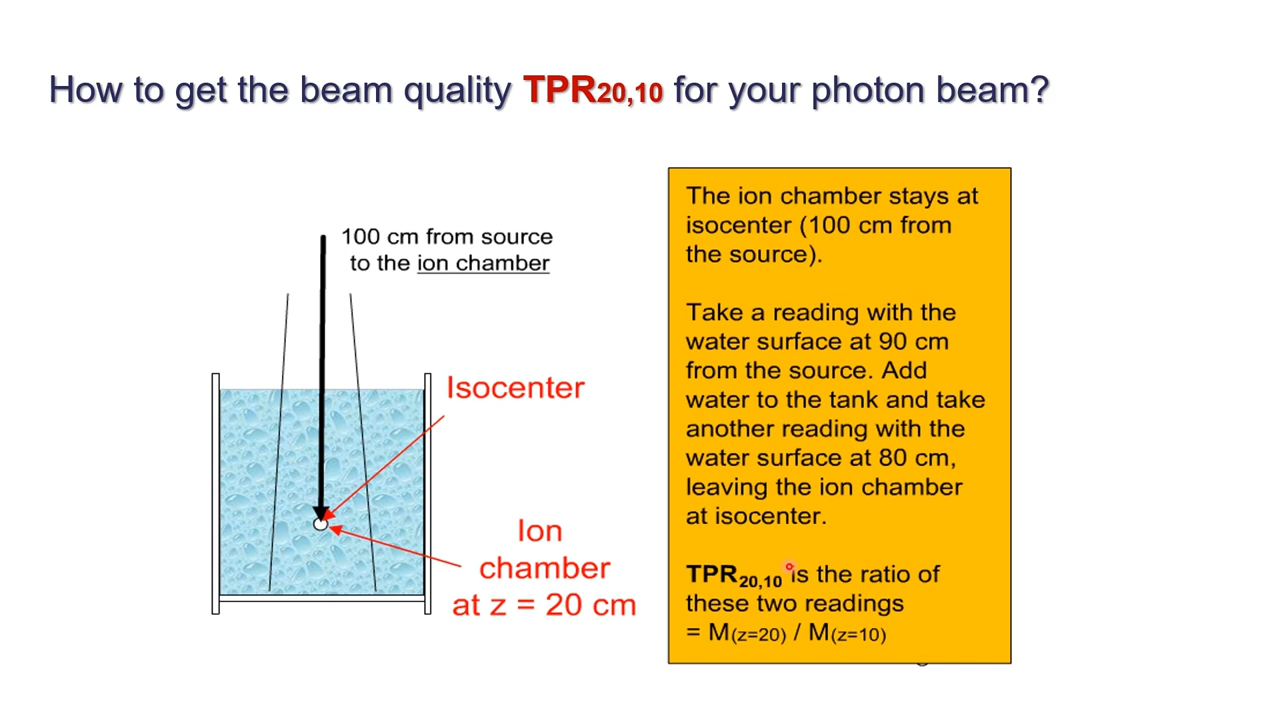 How to get the beam quality TPR20,10 for your photon beam?
100 cm from source
to the ion chamber
Isocenter
Ion
chamber
at z = 20 cm
The ion chamber stays at
isocenter (100 cm from
the source).
Take a reading with the
water surface at 90 cm
from the source. Add
water to the tank and take
another reading with the
water surface at 80 cm,
leaving the ion chamber
at isocenter.
TPR20,10 is the ratio of
these two readings
= M(z=20) / M(z=10)